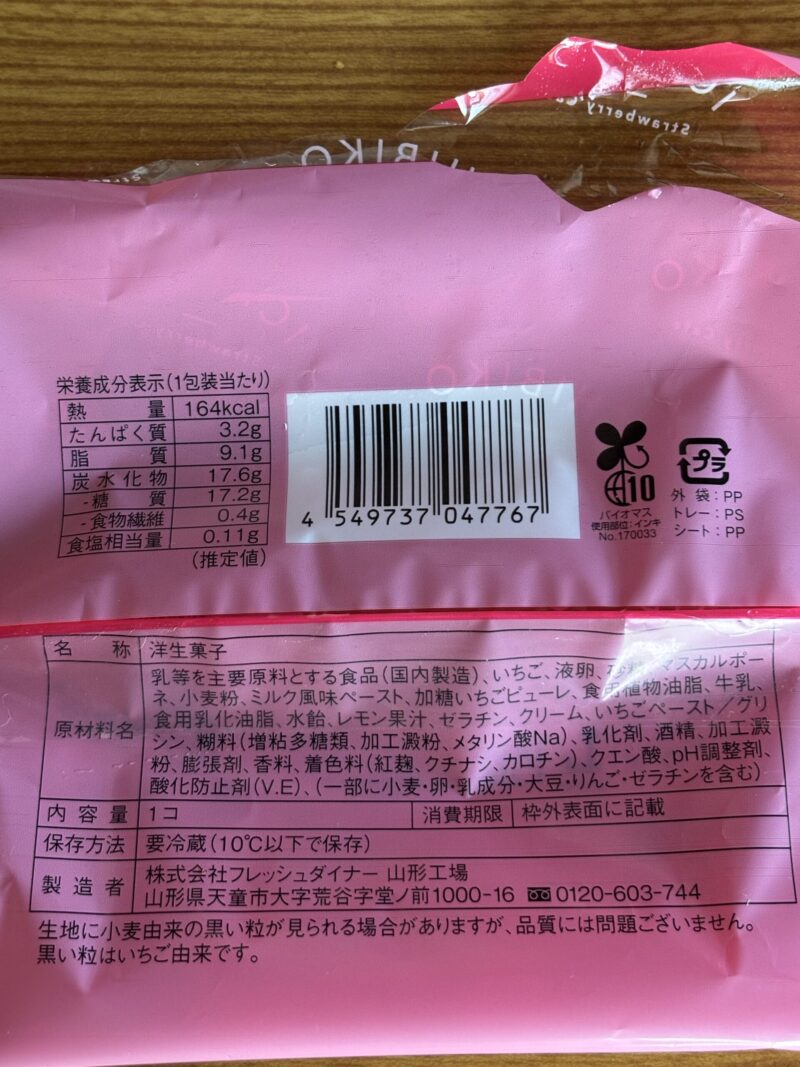 Strawberry
栄養成分表示(1包装当たり)
熱量 164kcal
たんぱく質 3.2g
脂質 9.1g
炭水化物 17.6g
-糖質 17.2g
-食物繊維 0.4g
食塩相当量 0.11g
(推定値)
4 549737 047767
10
バイオマス
使用部位:インキ
No.170033
プラ
外袋:PP
トレー:PS
シート:PP
名称 洋生菓子
原材料名 乳等を主要原料とする食品(国内製造)、いちご、液卵、砂糖、マスカルポー
ネ、小麦粉、ミルク風味ペースト、加糖いちごピューレ、食用植物油脂、牛乳、
食用乳化油脂、水飴、レモン果汁、ゼラチン、クリーム、いちごペースト/グリ
シン、糊料(増粘多糖類、加工澱粉、メタリン酸Na)、乳化剤、酒精、加工澱
粉、膨張剤、香料、着色料(紅麹、クチナシ、カロチン)、クエン酸、pH調整剤、
酸化防止剤(V.E)、(一部に小麦・卵・乳成分・大豆・りんご・ゼラチンを含む)
内容量 1コ 消費期限 枠外表面に記載
保存方法 要冷蔵(10℃以下で保存)
製造者 株式会社フレッシュダイナー 山形工場
山形県天童市大字荒谷字堂ノ前1000-16 0120-603-744
生地に小麦由来の黒い粒が見られる場合がありますが、品質には問題ございません。
黒い粒はいちご由来です。